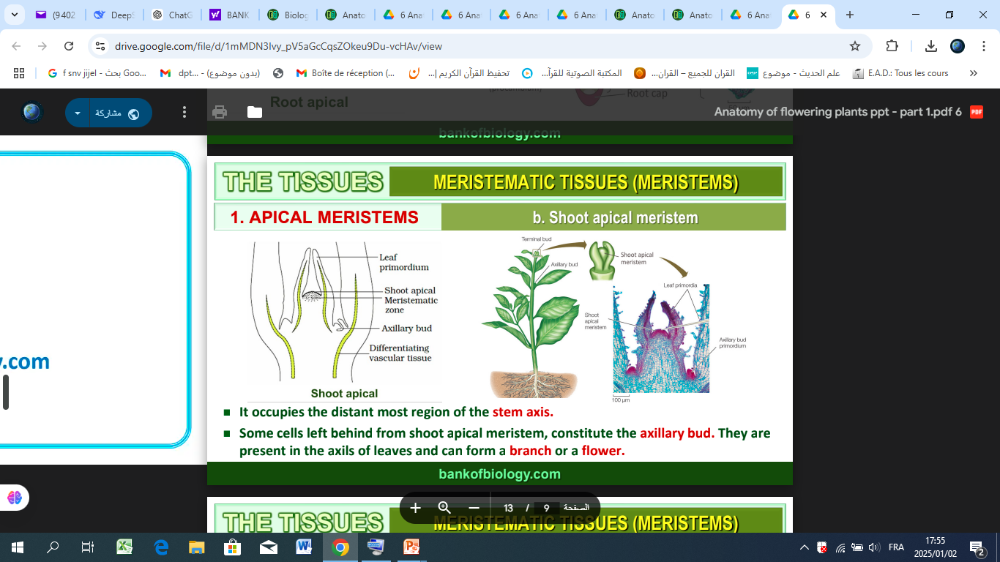 (9 402
DeepS
ChatG
BANK
Biolog
Anato
6 Ana
6 Ana
6 Ana
6 Ana
Anato
Anato
6 Ana
6
drive.google.com/file/d/1mMDN3Ivy_pV5aGcCqsZOkeu9Du-vcHAv/view
f snv jijel - بحث Goo...
dpt... - (بدون موضوع)
Boîte de réception (...
تحفيظ القرآن الكريم |...
المكتبة الصوتية للقرآ...
القران للجميع – القران...
علم الحديث - موضوع
E.A.D.: Tous les cours
مشاركة
Anatomy of flowering plants ppt - part 1.pdf 6
PDF
Root apical
Root cap
bankofbiology.com
THE TISSUES
MERISTEMATIC TISSUES (MERISTEMS)
1. APICAL MERISTEMS
b. Shoot apical meristem
Leaf
primordium
Shoot apical
Meristematic
zone
Axillary bud
Differentiating
vascular tissue
Shoot apical
Terminal bud
Axillary bud
Shoot apical
meristem
Leaf primordia
Shoot
apical
meristem
Axillary bud
primordium
100 µm
It occupies the distant most region of the stem axis.
Some cells left behind from shoot apical meristem, constitute the axillary bud. They are
present in the axils of leaves and can form a branch or a flower.
bankofbiology.com
.com
الصفحة 9 / 13
THE TISSUES
MERISTEMATIC TISSUES (MERISTEMS)
FRA
17:55
2025/01/02
2